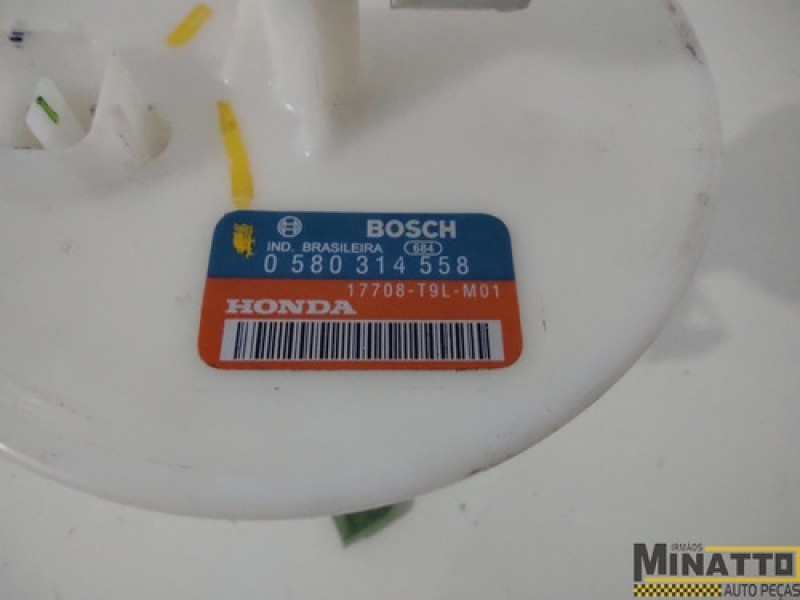 BOSCH
IND. BRASILEIRA 684
0 580 314 558
17708-T9L-M01
HONDA
IRMÃOS
MINATTO
AUTO PEÇAS